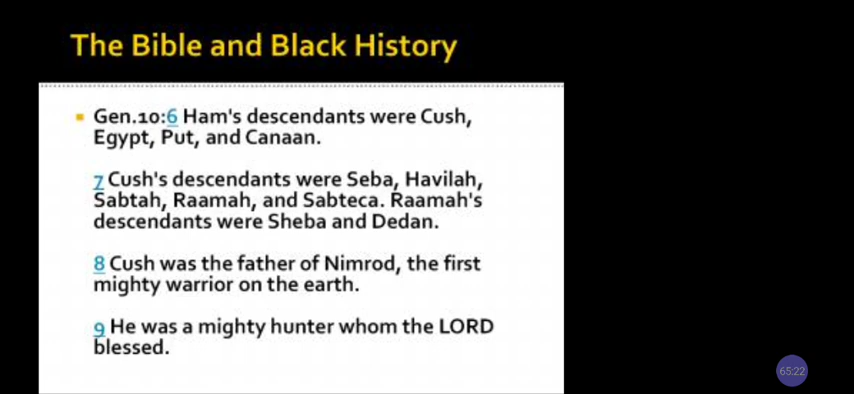 The Bible and Black History
Gen.10:6 Ham's descendants were Cush,
Egypt, Put, and Canaan.
7 Cush's descendants were Seba, Havilah,
Sabtah, Raamah, and Sabteca. Raamah's
descendants were Sheba and Dedan.
8 Cush was the father of Nimrod, the first
mighty warrior on the earth.
9 He was a mighty hunter whom the LORD
blessed.
65:22